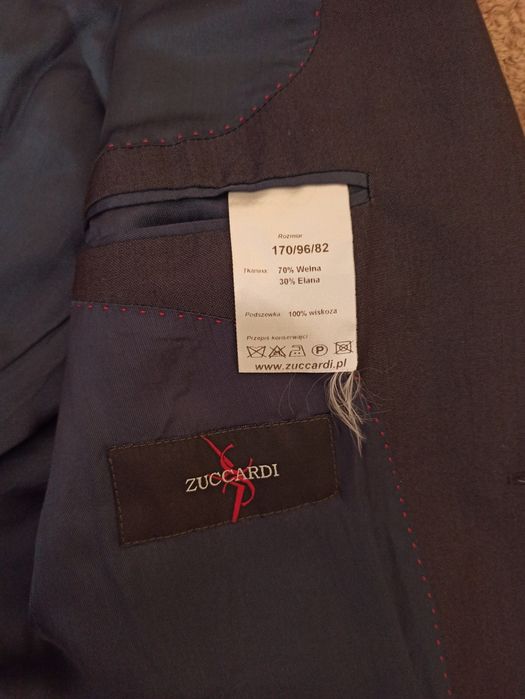 Rozmiar
170/96/82
Tkanina: 70% Wełna
30% Elana
Podszewka: 100% wiskoza
Przepis konserwacji:
P
www.zuccardi.pl
ZUCCARDI